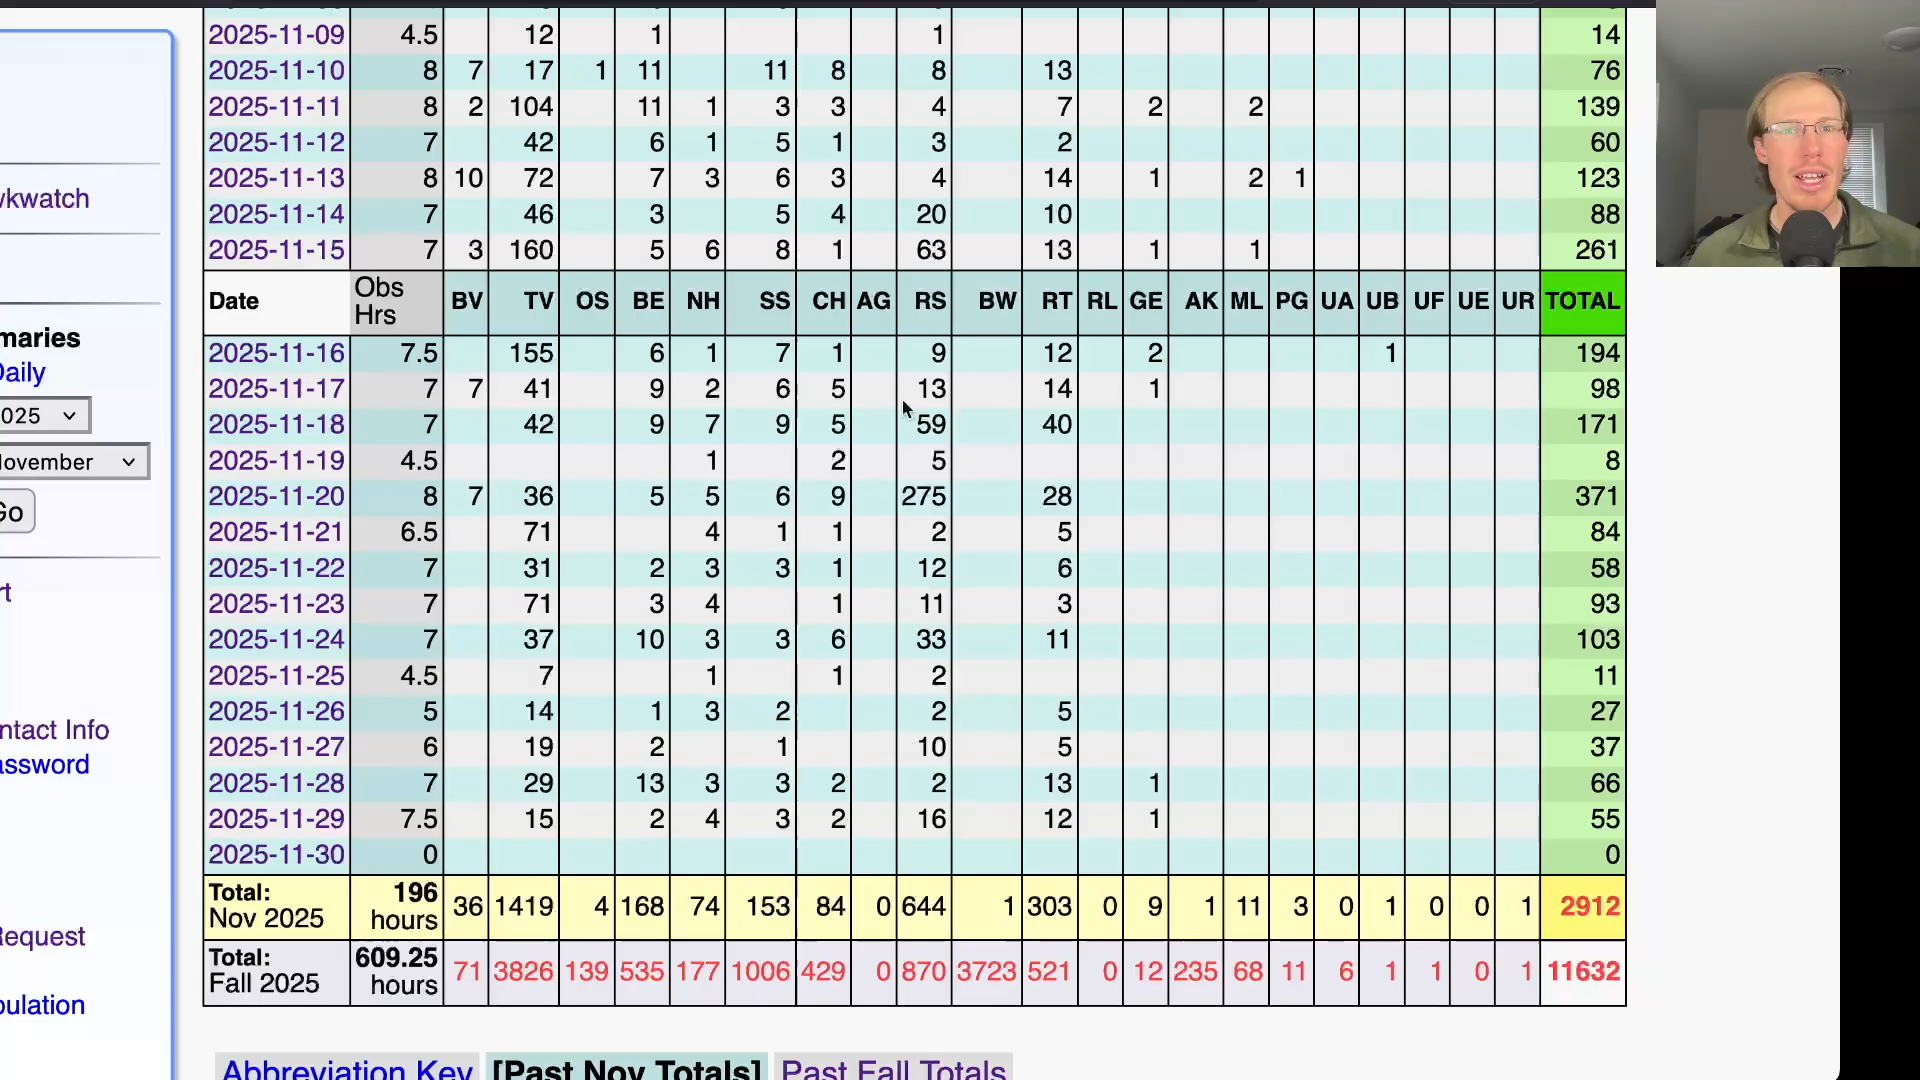 2025-11-09 4.5 12 1 1 14
2025-11-10 8 7 17 1 11 11 8 8 13 76
2025-11-11 8 2 104 11 1 3 3 4 7 2 2 139
2025-11-12 7 42 6 1 5 1 3 2 60
2025-11-13 8 10 72 7 3 6 3 4 14 1 2 1 123
2025-11-14 7 46 3 5 4 20 10 88
2025-11-15 7 3 160 5 6 8 1 63 13 1 1 261
Date Obs Hrs BV TV OS BE NH SS CH AG RS BW RT RL GE AK ML PG UA UB UF UE UR TOTAL
2025-11-16 7.5 155 6 1 7 1 9 12 2 1 194
2025-11-17 7 7 41 9 2 6 5 13 14 1 98
2025-11-18 7 42 9 7 9 5 59 40 171
2025-11-19 4.5 1 2 5 8
2025-11-20 8 7 36 5 5 6 9 275 28 371
2025-11-21 6.5 71 4 1 1 2 5 84
2025-11-22 7 31 2 3 3 1 12 6 58
2025-11-23 7 71 3 4 1 11 3 93
2025-11-24 7 37 10 3 3 6 33 11 103
2025-11-25 4.5 7 1 1 2 11
2025-11-26 5 14 1 3 2 2 5 27
2025-11-27 6 19 2 1 10 5 37
2025-11-28 7 29 13 3 3 2 2 13 1 66
2025-11-29 7.5 15 2 4 3 2 16 12 1 55
2025-11-30 0 0
Total: Nov 2025 196 hours 36 1419 4 168 74 153 84 0 644 1 303 0 9 1 11 3 0 1 0 0 1 2912
Total: Fall 2025 609.25 hours 71 3826 139 535 177 1006 429 0 870 3723 521 0 12 235 68 11 6 1 1 0 1 11632
Abbreviation Key [Past Nov Totals] Past Fall Totals
wkwatch
maries
Daily
025
lovember
Go
rt
ntact Info
assword
Request
pulation